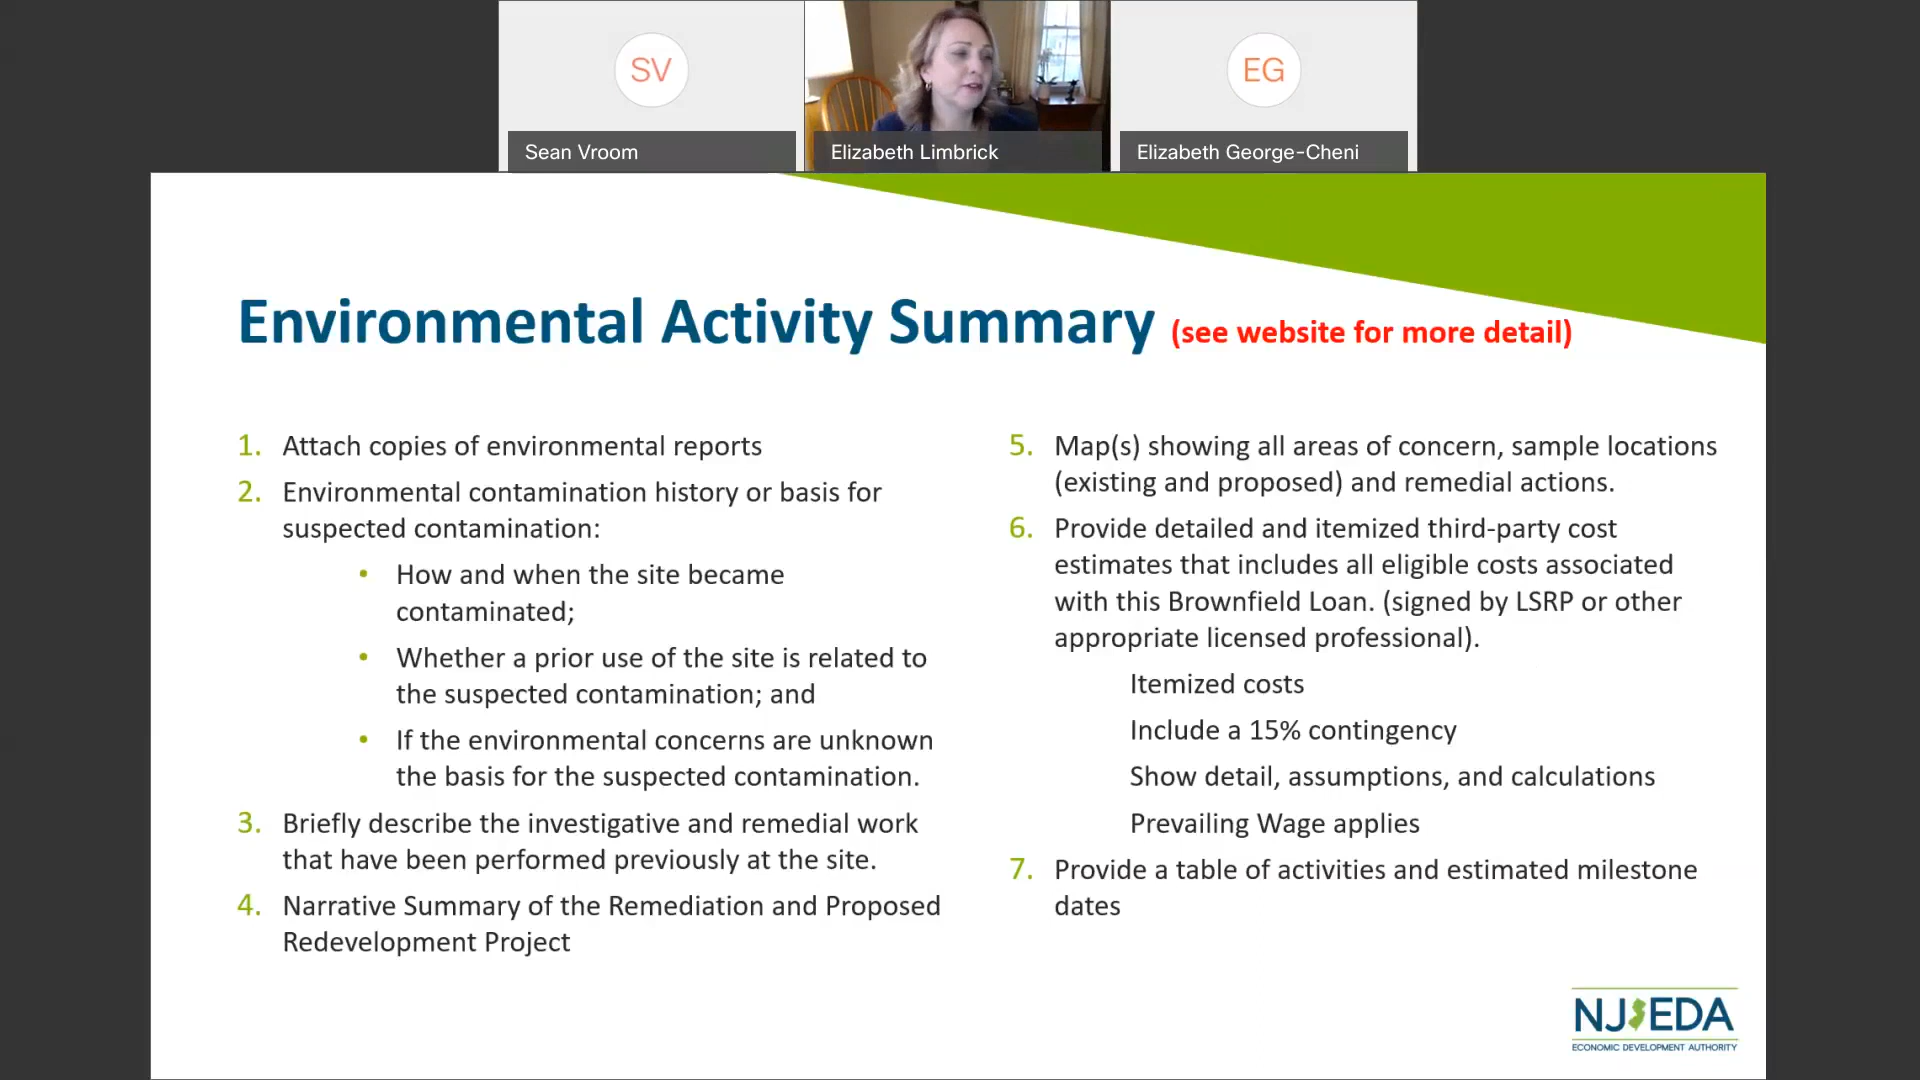 SV
EG
Sean Vroom
Elizabeth Limbrick
Elizabeth George-Cheni
Environmental Activity Summary (see website for more detail)
1. Attach copies of environmental reports
2. Environmental contamination history or basis for
suspected contamination:
• How and when the site became
contaminated;
• Whether a prior use of the site is related to
the suspected contamination; and
• If the environmental concerns are unknown
the basis for the suspected contamination.
3. Briefly describe the investigative and remedial work
that have been performed previously at the site.
4. Narrative Summary of the Remediation and Proposed
Redevelopment Project
5. Map(s) showing all areas of concern, sample locations
(existing and proposed) and remedial actions.
6. Provide detailed and itemized third-party cost
estimates that includes all eligible costs associated
with this Brownfield Loan. (signed by LSRP or other
appropriate licensed professional).
Itemized costs
Include a 15% contingency
Show detail, assumptions, and calculations
Prevailing Wage applies
7. Provide a table of activities and estimated milestone
dates
NJEDA
ECONOMIC DEVELOPMENT AUTHORITY